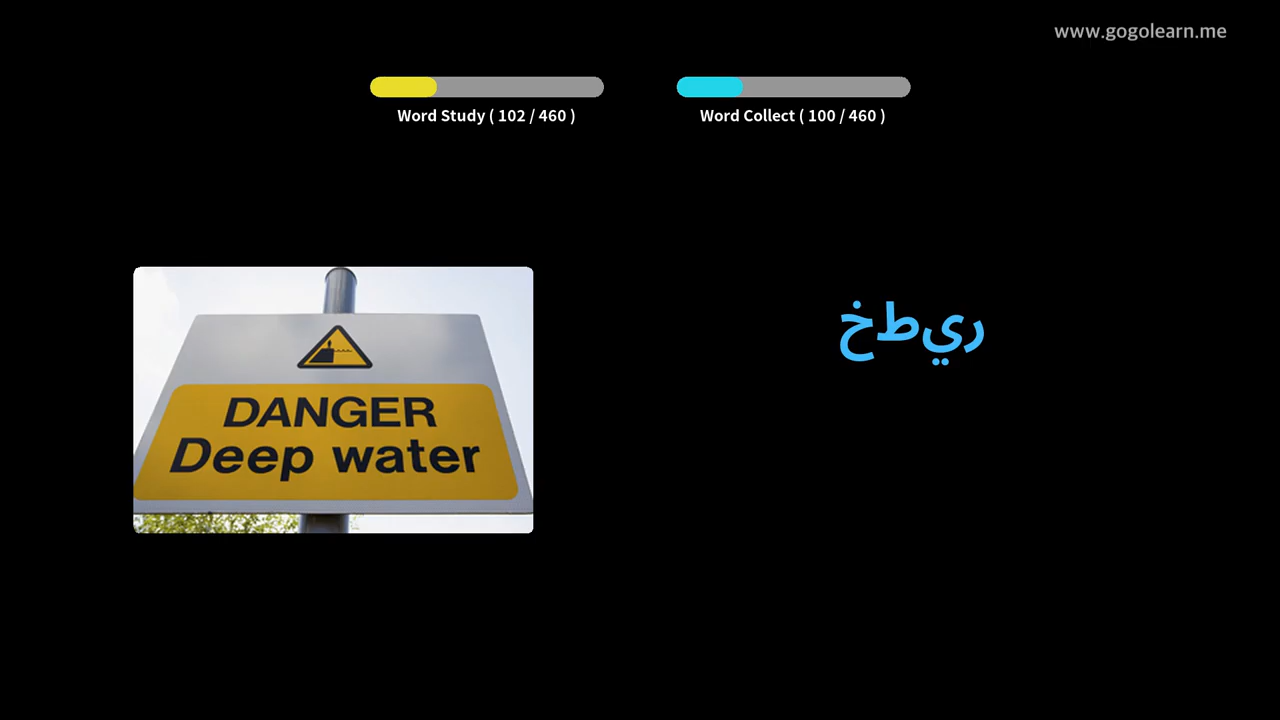 www.gogolearn.me
Word Study ( 102 / 460 )
Word Collect ( 100 / 460 )
ريطخ
DANGER
Deep water